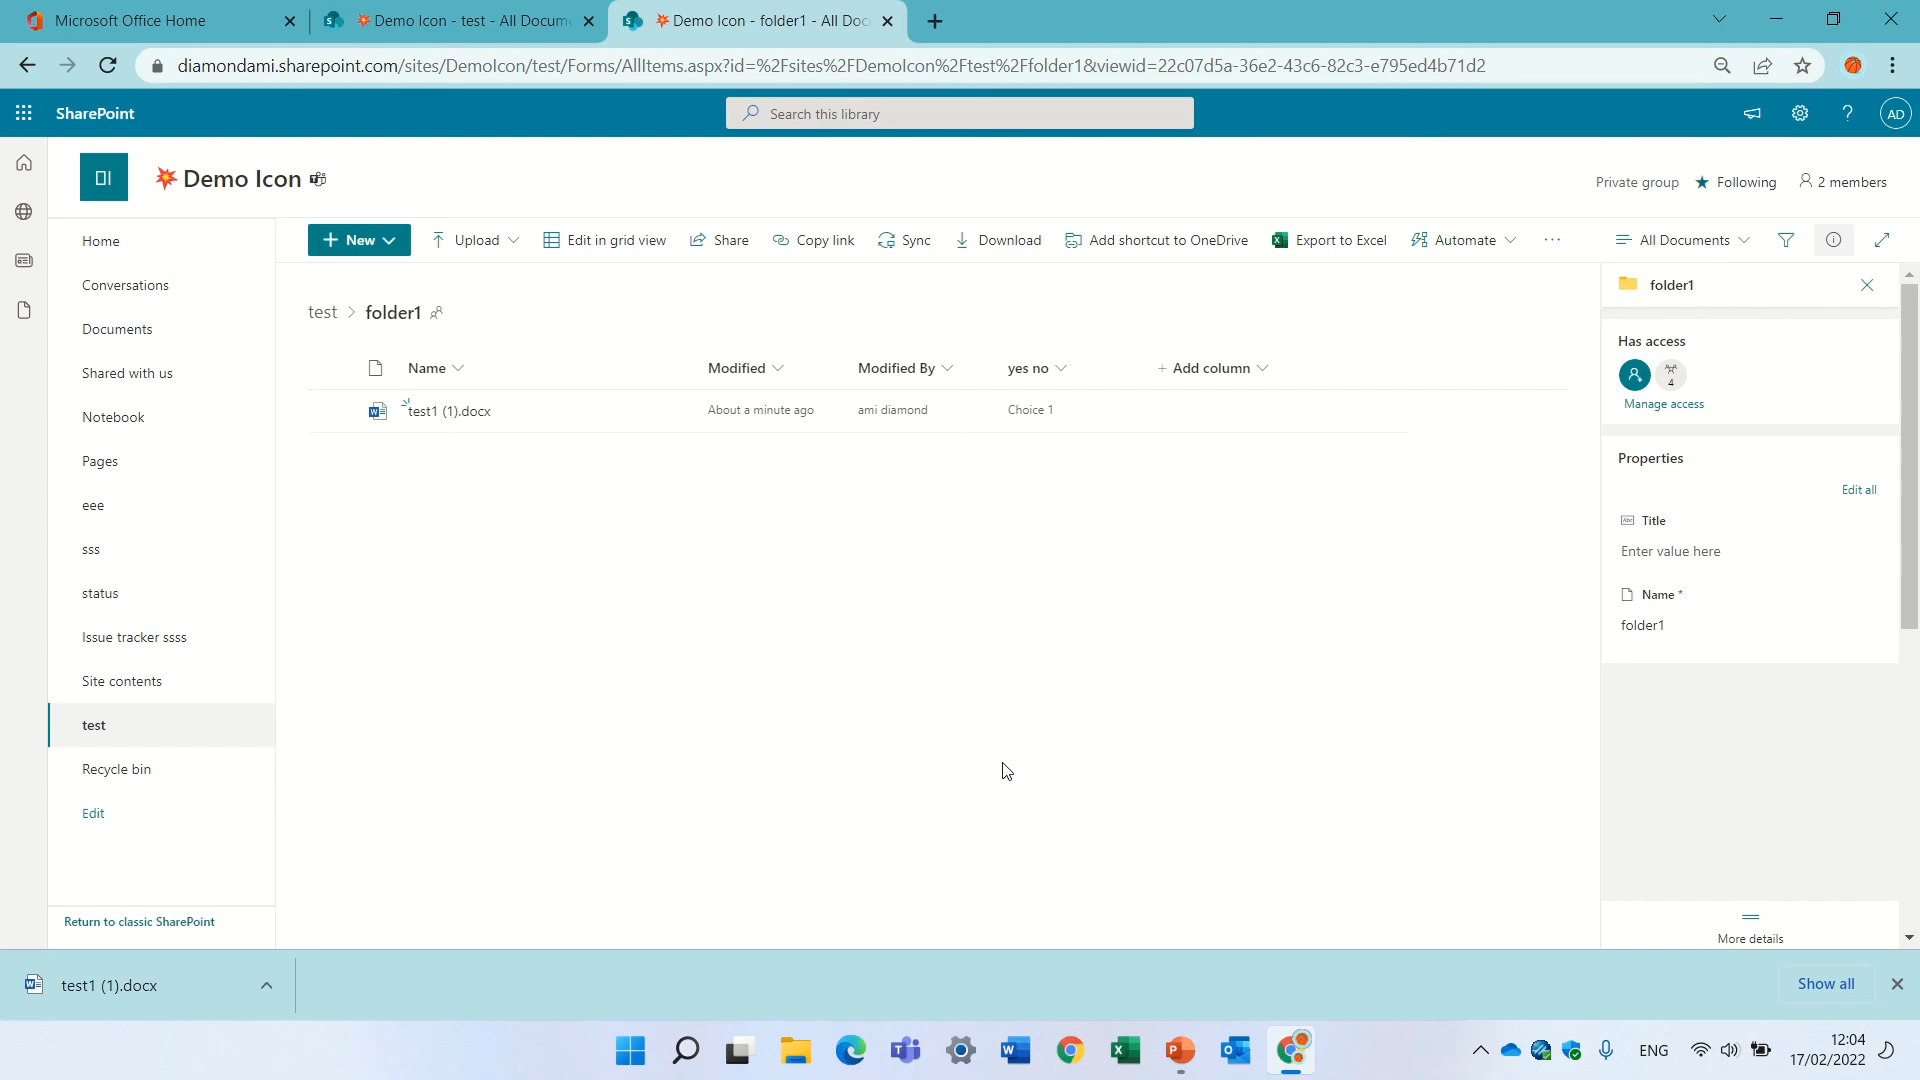 Microsoft Office Home
Demo Icon - test - All Docum
Demo Icon - folder1 - All Doc
diamondami.sharepoint.com/sites/DemoIcon/test/Forms/AllItems.aspx?id=%2Fsites%2FDemoIcon%2Ftest%2Ffolder1&viewid=22c07d5a-36e2-43c6-82c3-e795ed4b71d2
SharePoint
Search this library
AD
Demo Icon
Private group
Following
2 members
Home
Conversations
Documents
Shared with us
Notebook
Pages
eee
sss
status
Issue tracker ssss
Site contents
test
Recycle bin
Edit
Return to classic SharePoint
New
Upload
Edit in grid view
Share
Copy link
Sync
Download
Add shortcut to OneDrive
Export to Excel
Automate
All Documents
test > folder1
Name
Modified
Modified By
yes no
+ Add column
test1 (1).docx
About a minute ago
ami diamond
Choice 1
folder1
Has access
4
Manage access
Properties
Edit all
Title
Enter value here
Name *
folder1
More details
test1 (1).docx
Show all
ENG
12:04
17/02/2022